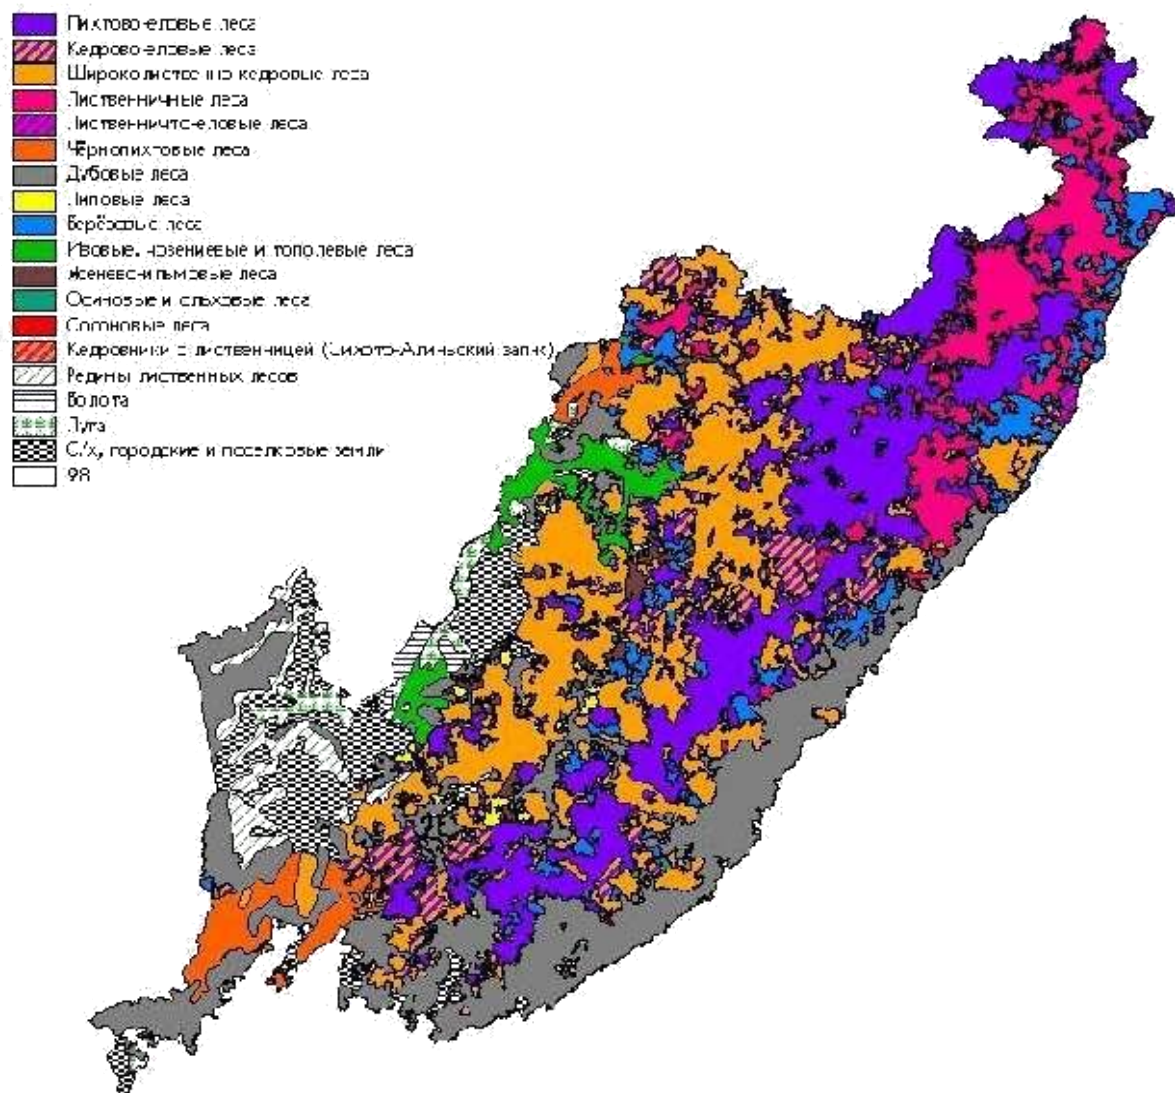 Пихтово-еловые леса
Кедрово-еловые леса
Широколиственно кедровые леса
Лиственничные леса
Лиственнично-еловые леса
Чёрнопихтовые леса
Дубовые леса
Липовые леса
Берёзовые леса
Ивовые, чозениевые и тополевые леса
Ясенево-ильмовые леса
Осиновые и ольховые леса
Сосновые леса
Кедровники с лиственницей (Сихотэ-Алиньский запк)
Редины лиственных лесов
Болота
Луга
С/х, городские и поселковые земли
98